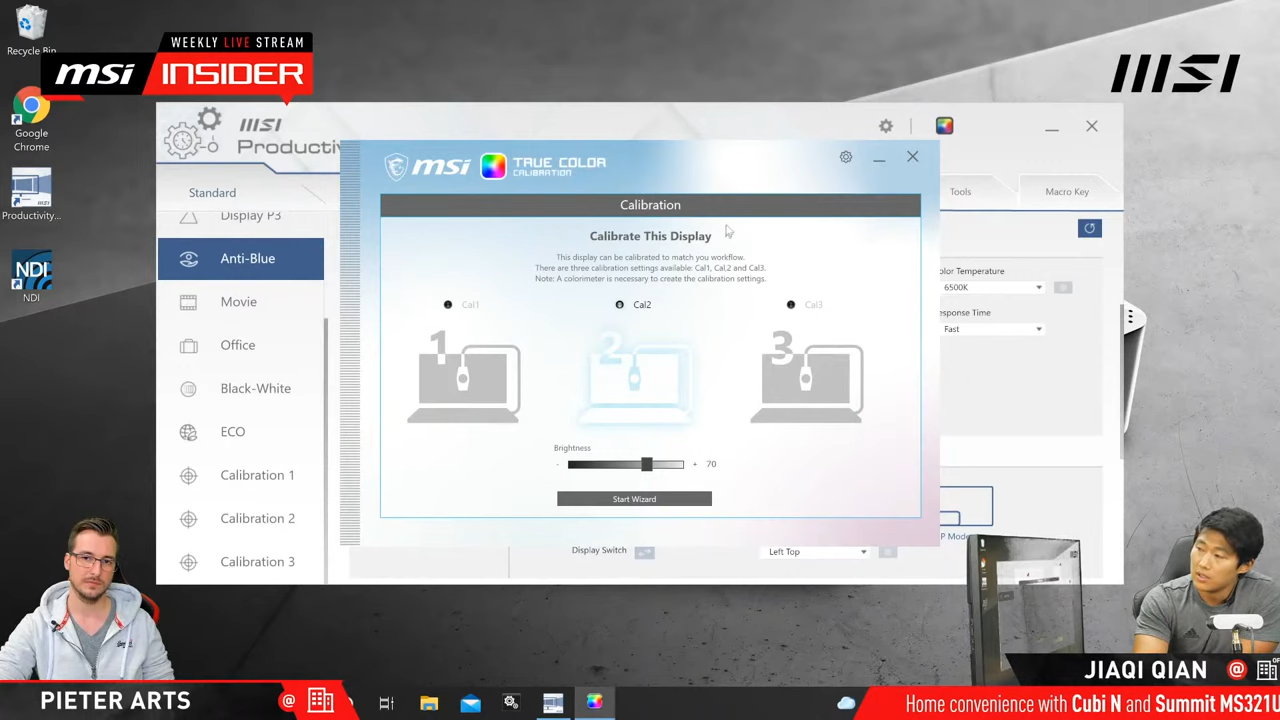 Recycle Bin
WEEKLY LIVE STREAM
msi INSIDER
msi
Google
Chrome
Productivity...
NDI
NDI
msi
Producti
Standard
Tools
Macro Key
Display P3
Anti-Blue
Movie
Office
Black-White
ECO
Calibration 1
Calibration 2
Calibration 3
msi TRUE COLOR
CALIBRATION
Calibration
Calibrate This Display
This display can be calibrated to match you workflow.
There are three calibration settings available: Cal1, Cal,2 and Cal3.
Note: A colorimeter is necessary to create the calibration settings.
Cal1
Cal2
Cal3
1
3
Brightness
- + 70
Start Wizard
olor Temperature
6500K
esponse Time
Fast
P Mode
Display Switch
Left Top
PIETER ARTS @
JIAQI QIAN @
Home convenience with Cubi N and Summit MS321U